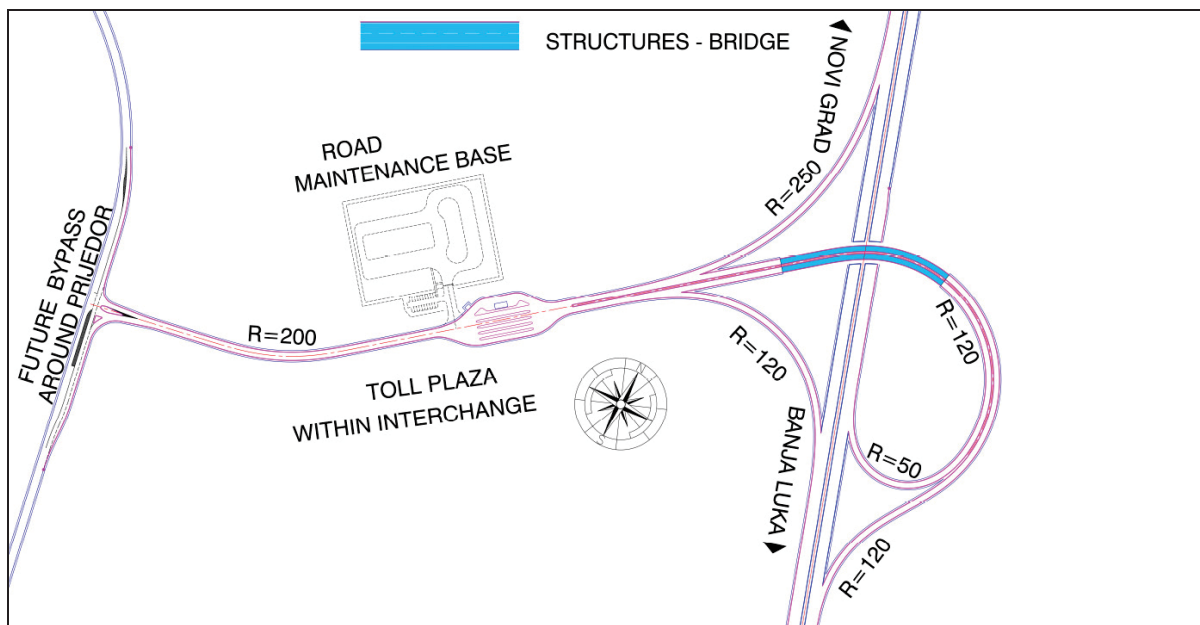 STRUCTURES - BRIDGE
NOVI GRAD
ROAD
MAINTENANCE BASE
R=250
FUTURE BYPASS
AROUND PRIJEDOR
R=200
R=120
R=120
TOLL PLAZA
WITHIN INTERCHANGE
N
S
BANJA LUKA
R=50
R=120